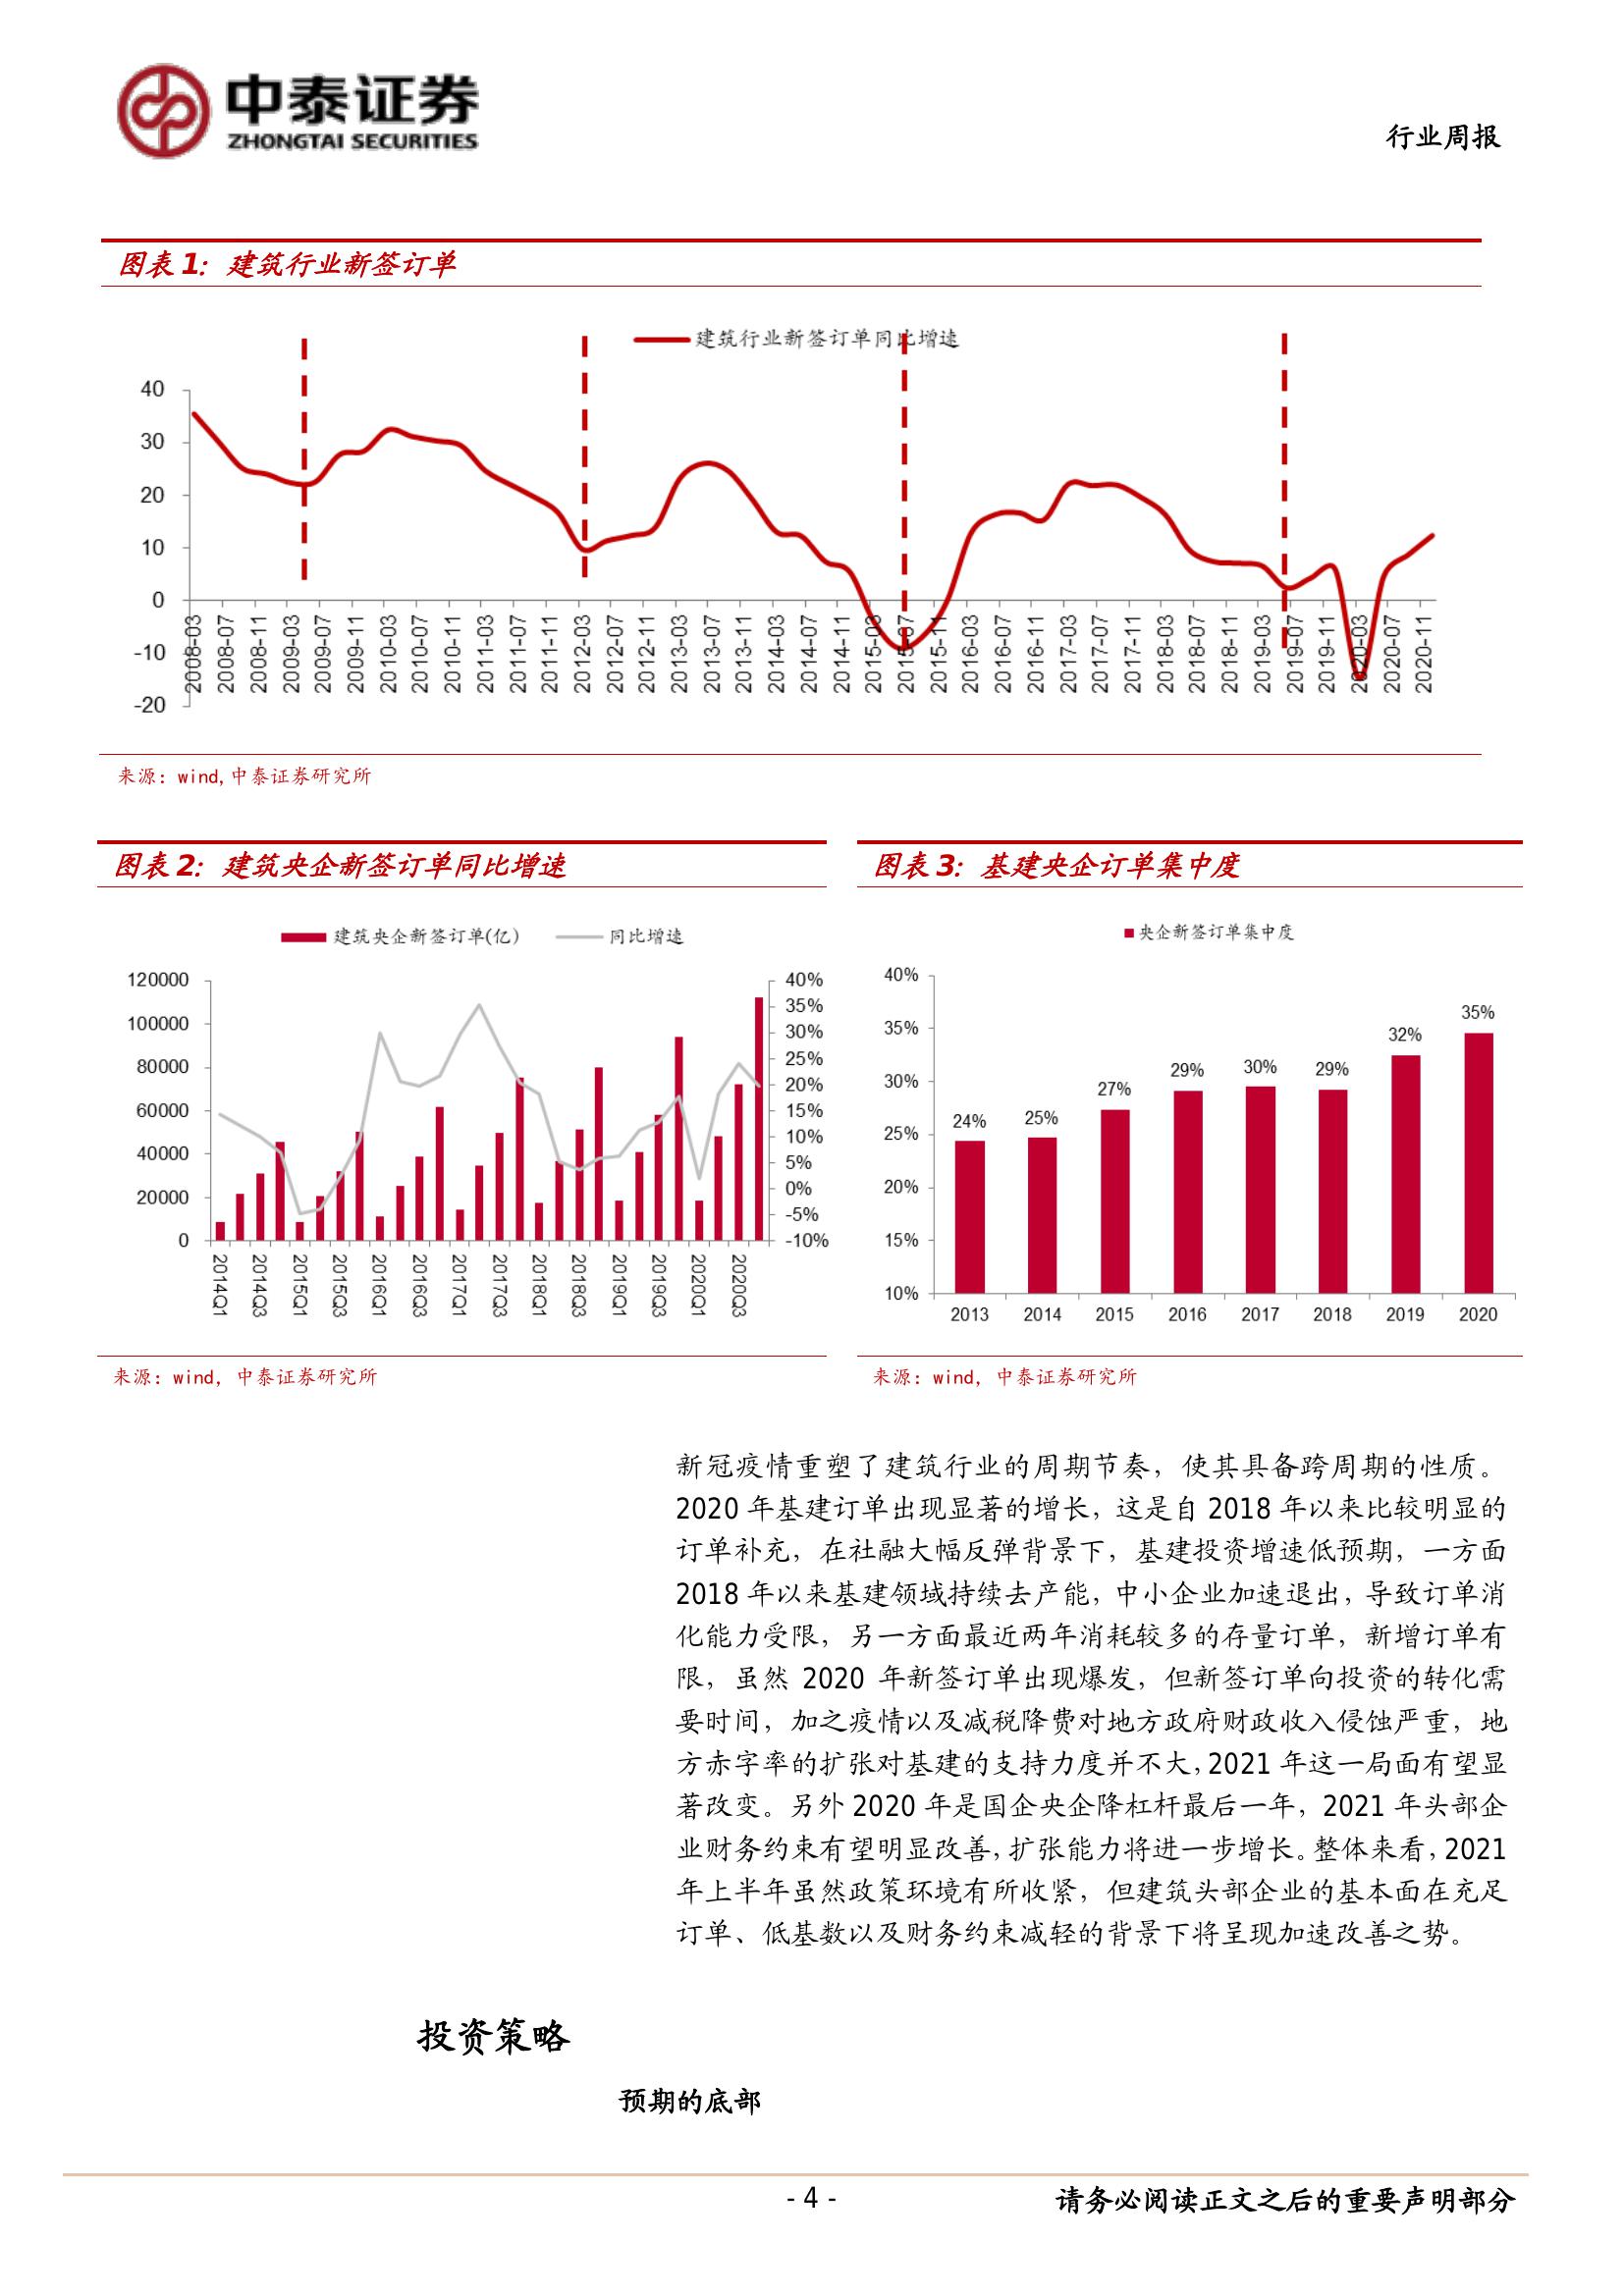 中泰证券
ZHONGTAI SECURITIES
行业周报
图表 1：建筑行业新签订单
建筑行业新签订单同比增速
40
30
20
10
0
-10
-20
2008-03 2008-07 2008-11 2009-03 2009-07 2009-11 2010-03 2010-07 2010-11 2011-03 2011-07 2011-11 2012-03 2012-07 2012-11 2013-03 2013-07 2013-11 2014-03 2014-07 2014-11 2015-03 2015-07 2015-11 2016-03 2016-07 2016-11 2017-03 2017-07 2017-11 2018-03 2018-07 2018-11 2019-03 2019-07 2019-11 2020-03 2020-07 2020-11
来源：wind,中泰证券研究所
图表 2：建筑央企新签订单同比增速
建筑央企新签订单(亿) 同比增速
120000
100000
80000
60000
40000
20000
0
40%
35%
30%
25%
20%
15%
10%
5%
0%
-5%
-10%
2014Q1 2014Q3 2015Q1 2015Q3 2016Q1 2016Q3 2017Q1 2017Q3 2018Q1 2018Q3 2019Q1 2019Q3 2020Q1 2020Q3
来源：wind，中泰证券研究所
图表 3：基建央企订单集中度
央企新签订单集中度
40%
35%
30%
25%
20%
15%
10%
24% 25% 27% 29% 30% 29% 32% 35%
2013 2014 2015 2016 2017 2018 2019 2020
来源：wind，中泰证券研究所
新冠疫情重塑了建筑行业的周期节奏，使其具备跨周期的性质。
2020 年基建订单出现显著的增长，这是自 2018 年以来比较明显的
订单补充，在社融大幅反弹背景下，基建投资增速低预期，一方面
2018 年以来基建领域持续去产能，中小企业加速退出，导致订单消
化能力受限，另一方面最近两年消耗较多的存量订单，新增订单有
限，虽然 2020 年新签订单出现爆发，但新签订单向投资的转化需
要时间，加之疫情以及减税降费对地方政府财政收入侵蚀严重，地
方赤字率的扩张对基建的支持力度并不大，2021 年这一局面有望显
著改变。另外 2020 年是国企央企降杠杆最后一年，2021 年头部企
业财务约束有望明显改善，扩张能力将进一步增长。整体来看，2021
年上半年虽然政策环境有所收紧，但建筑头部企业的基本面在充足
订单、低基数以及财务约束减轻的背景下将呈现加速改善之势。
投资策略
预期的底部
- 4 -
请务必阅读正文之后的重要声明部分